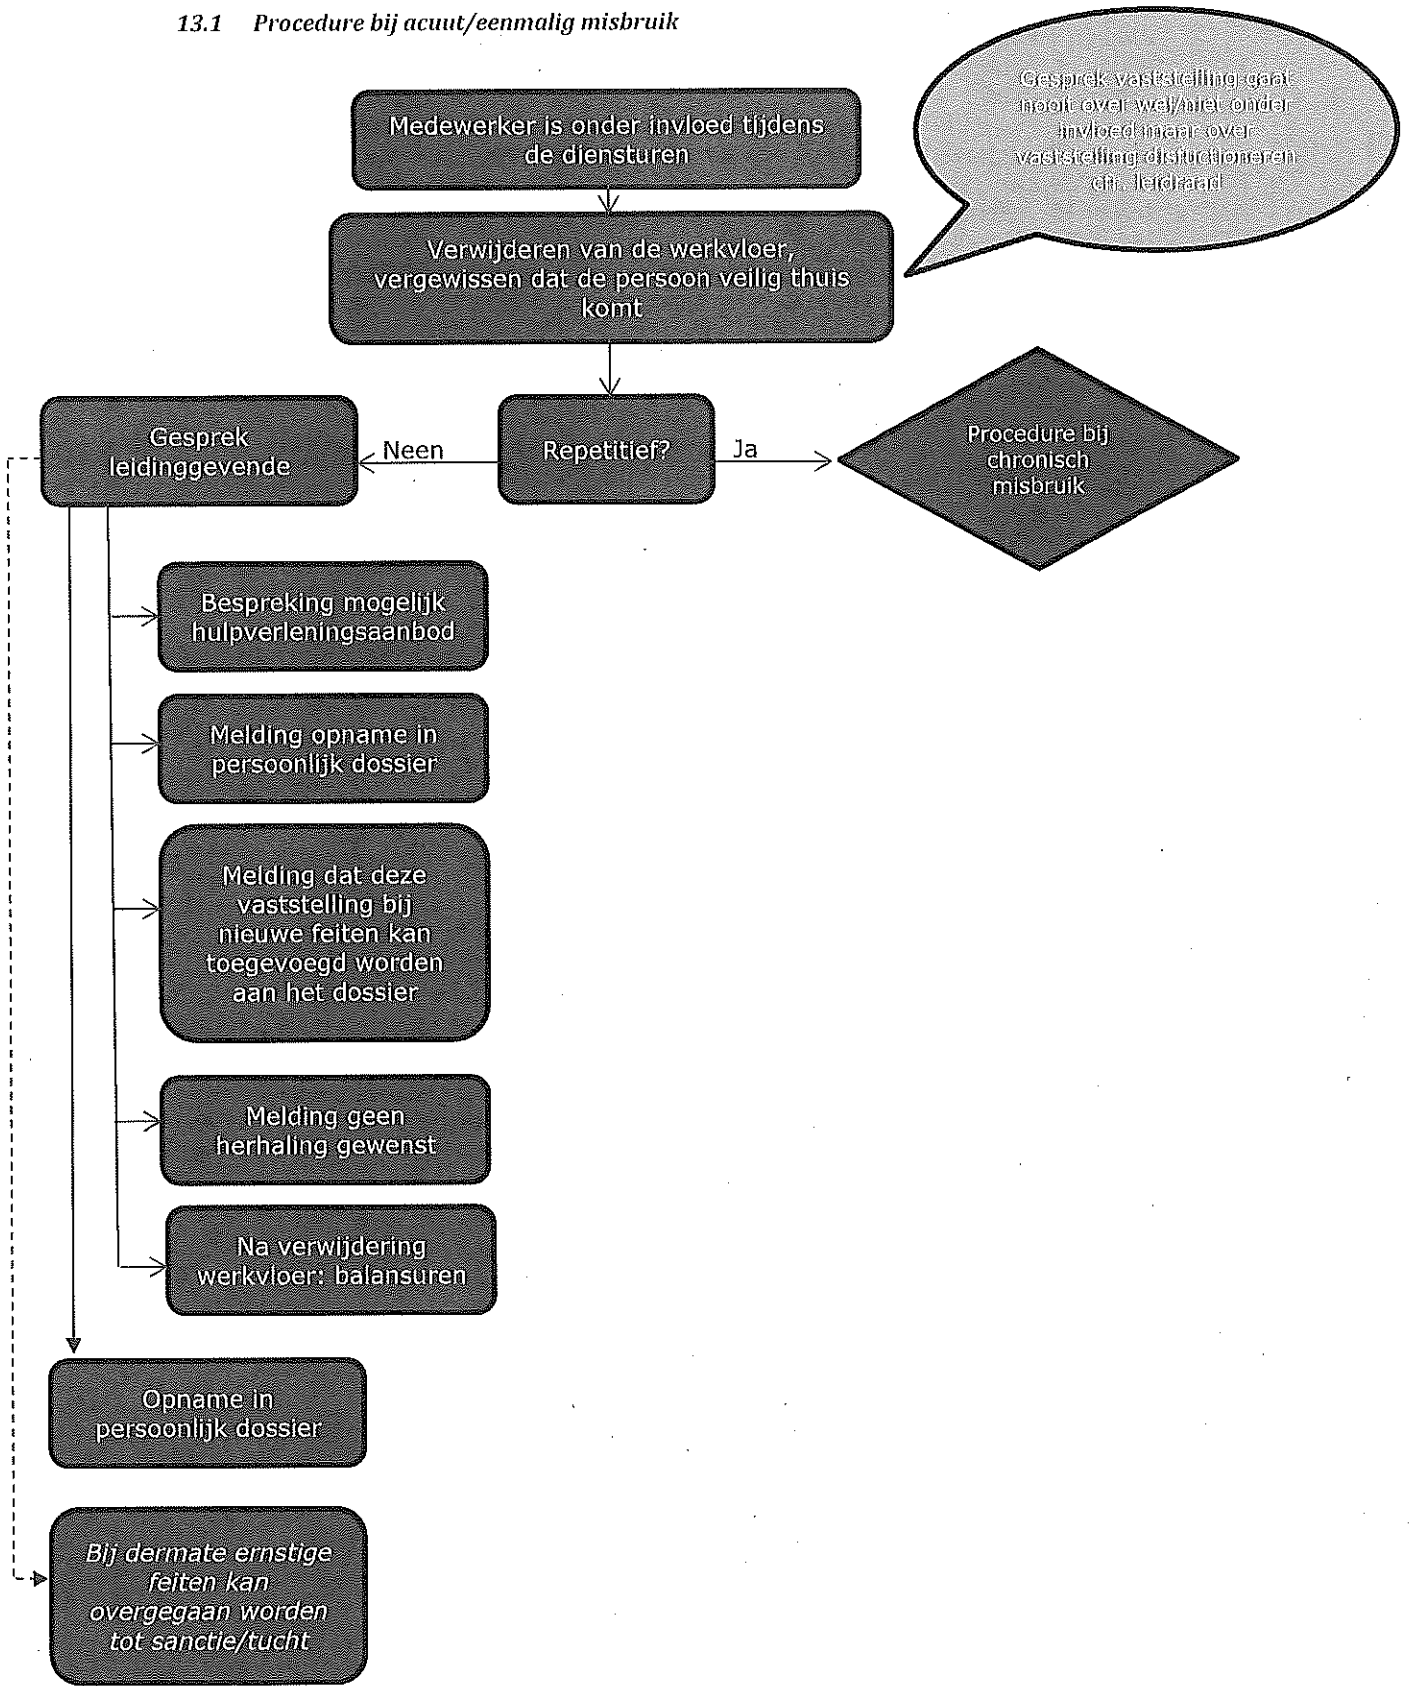 13.1 Procedure bij acuut/eenmalig misbruik
Gesprek vaststelling gaat
nooit over wel/niet onder
invloed maar over
vaststelling disfuctioneren
cfr. leidraad
Medewerker is onder invloed tijdens
de diensturen
Verwijderen van de werkvloer,
vergewissen dat de persoon veilig thuis
komt
Gesprek
leidinggevende
Neen
Repetitief?
Ja
Procedure bij
chronisch
misbruik
Bespreking mogelijk
hulpverleningsaanbod
Melding opname in
persoonlijk dossier
Melding dat deze
vaststelling bij
nieuwe feiten kan
toegevoegd worden
aan het dossier
Melding geen
herhaling gewenst
Na verwijdering
werkvloer: balansuren
Opname in
persoonlijk dossier
Bij dermate ernstige
feiten kan
overgegaan worden
tot sanctie/tucht